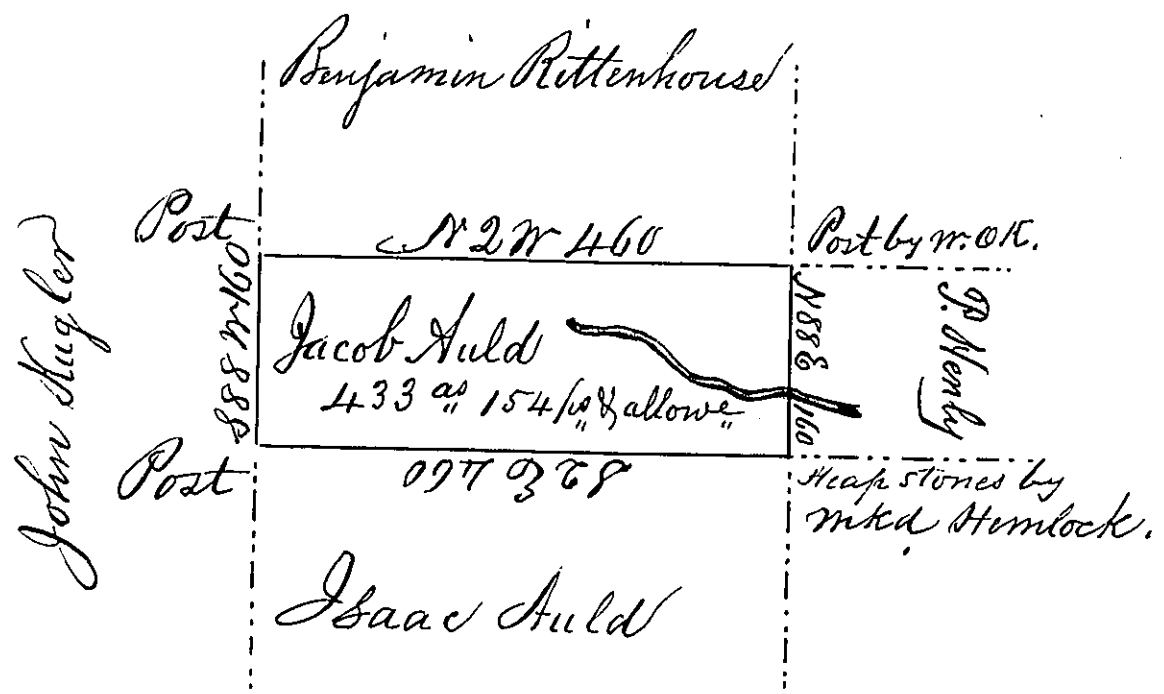 Benjamin Rittenhouse
Post
N 2 W 460
Post by W. OK.
John Kugler
S 88 W 160
Jacob Auld
433 as 154 ps & allowe
N 88 E 160
P. Henly
Post
S 2 E 460
Heap stones by
mkd Hemlock.
Isaac Auld